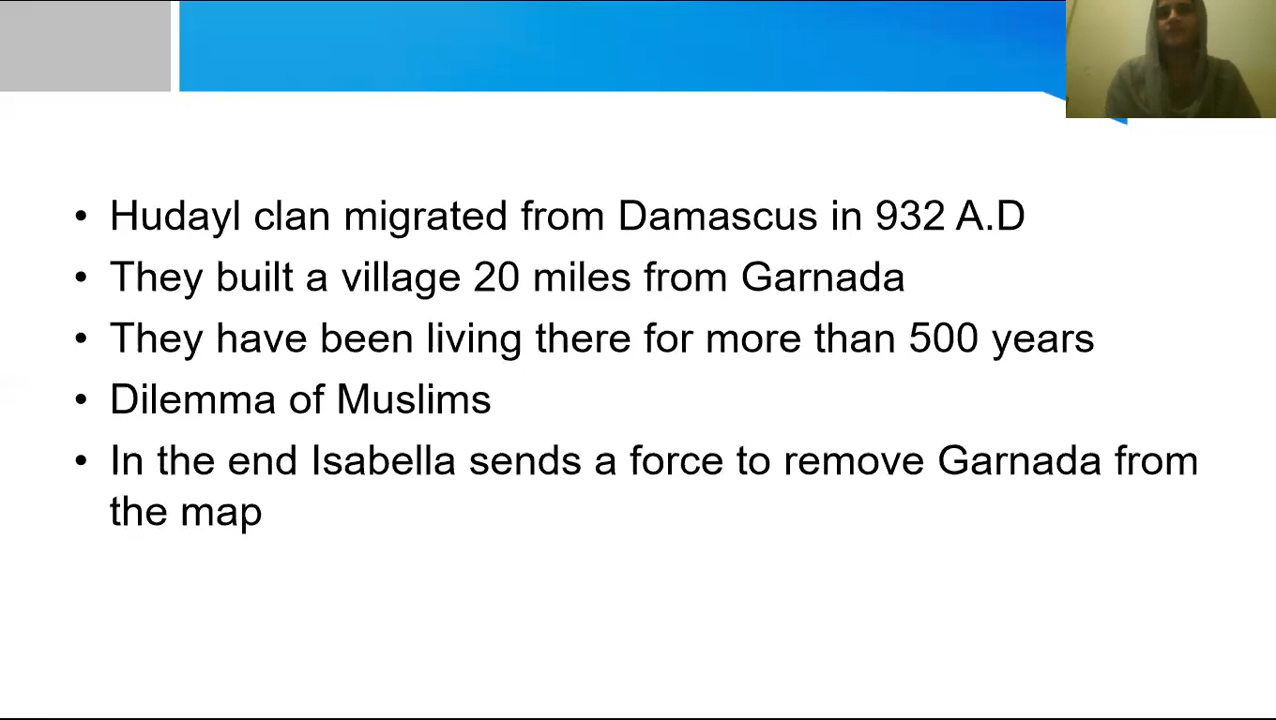 • Hudayl clan migrated from Damascus in 932 A.D
• They built a village 20 miles from Garnada
• They have been living there for more than 500 years
• Dilemma of Muslims
• In the end Isabella sends a force to remove Garnada from
the map